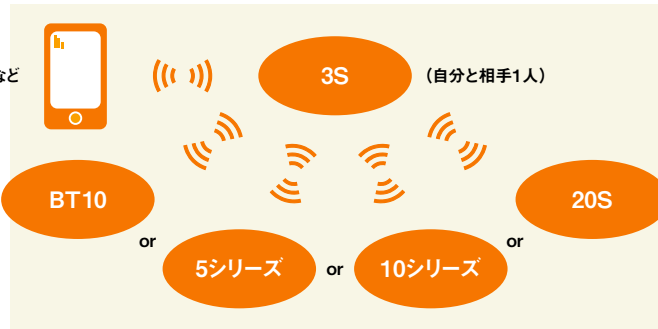 など
3S
（自分と相手1人）
BT10
20S
or
or
5シリーズ
or
10シリーズ